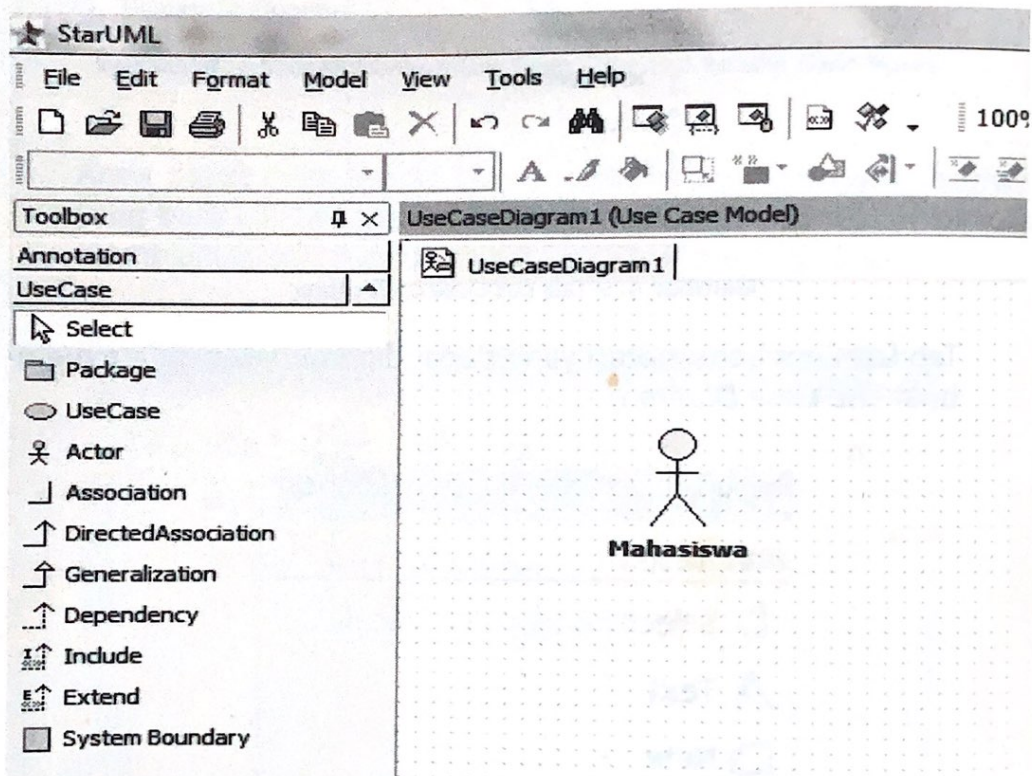 StarUML
File Edit Format Model View Tools Help
100%
Toolbox
UseCaseDiagram1 (Use Case Model)
Annotation
UseCaseDiagram1
UseCase
Select
Package
UseCase
Actor
Association
DirectedAssociation
Generalization
Dependency
Include
Extend
System Boundary
Mahasiswa